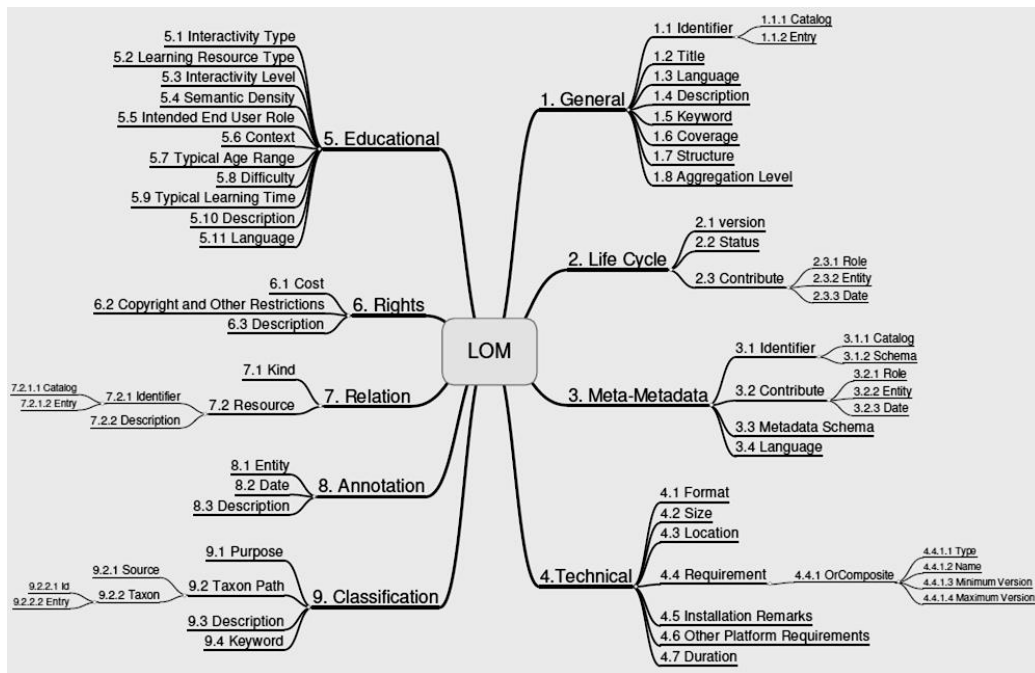 LOM
1. General
1.1 Identifier
1.1.1 Catalog
1.1.2 Entry
1.2 Title
1.3 Language
1.4 Description
1.5 Keyword
1.6 Coverage
1.7 Structure
1.8 Aggregation Level
2. Life Cycle
2.1 version
2.2 Status
2.3 Contribute
2.3.1 Role
2.3.2 Entity
2.3.3 Date
3. Meta-Metadata
3.1 Identifier
3.1.1 Catalog
3.1.2 Schema
3.2 Contribute
3.2.1 Role
3.2.2 Entity
3.2.3 Date
3.3 Metadata Schema
3.4 Language
4.Technical
4.1 Format
4.2 Size
4.3 Location
4.4 Requirement
4.4.1 OrComposite
4.4.1.1 Type
4.4.1.2 Name
4.4.1.3 Minimum Version
4.4.1.4 Maximum Version
4.5 Installation Remarks
4.6 Other Platform Requirements
4.7 Duration
5. Educational
5.1 Interactivity Type
5.2 Learning Resource Type
5.3 Interactivity Level
5.4 Semantic Density
5.5 Intended End User Role
5.6 Context
5.7 Typical Age Range
5.8 Difficulty
5.9 Typical Learning Time
5.10 Description
5.11 Language
6. Rights
6.1 Cost
6.2 Copyright and Other Restrictions
6.3 Description
7. Relation
7.1 Kind
7.2 Resource
7.2.1 Identifier
7.2.1.1 Catalog
7.2.1.2 Entry
7.2.2 Description
8. Annotation
8.1 Entity
8.2 Date
8.3 Description
9. Classification
9.1 Purpose
9.2 Taxon Path
9.2.1 Source
9.2.2 Taxon
9.2.2.1 Id
9.2.2.2 Entry
9.3 Description
9.4 Keyword